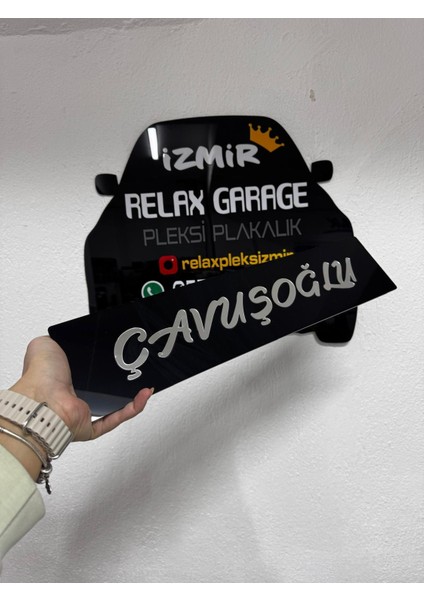 İZMİR
RELAX GARAGE
PLEKSİ PLAKALIK
relaxpleksizmir
ÇAVUŞOĞLU